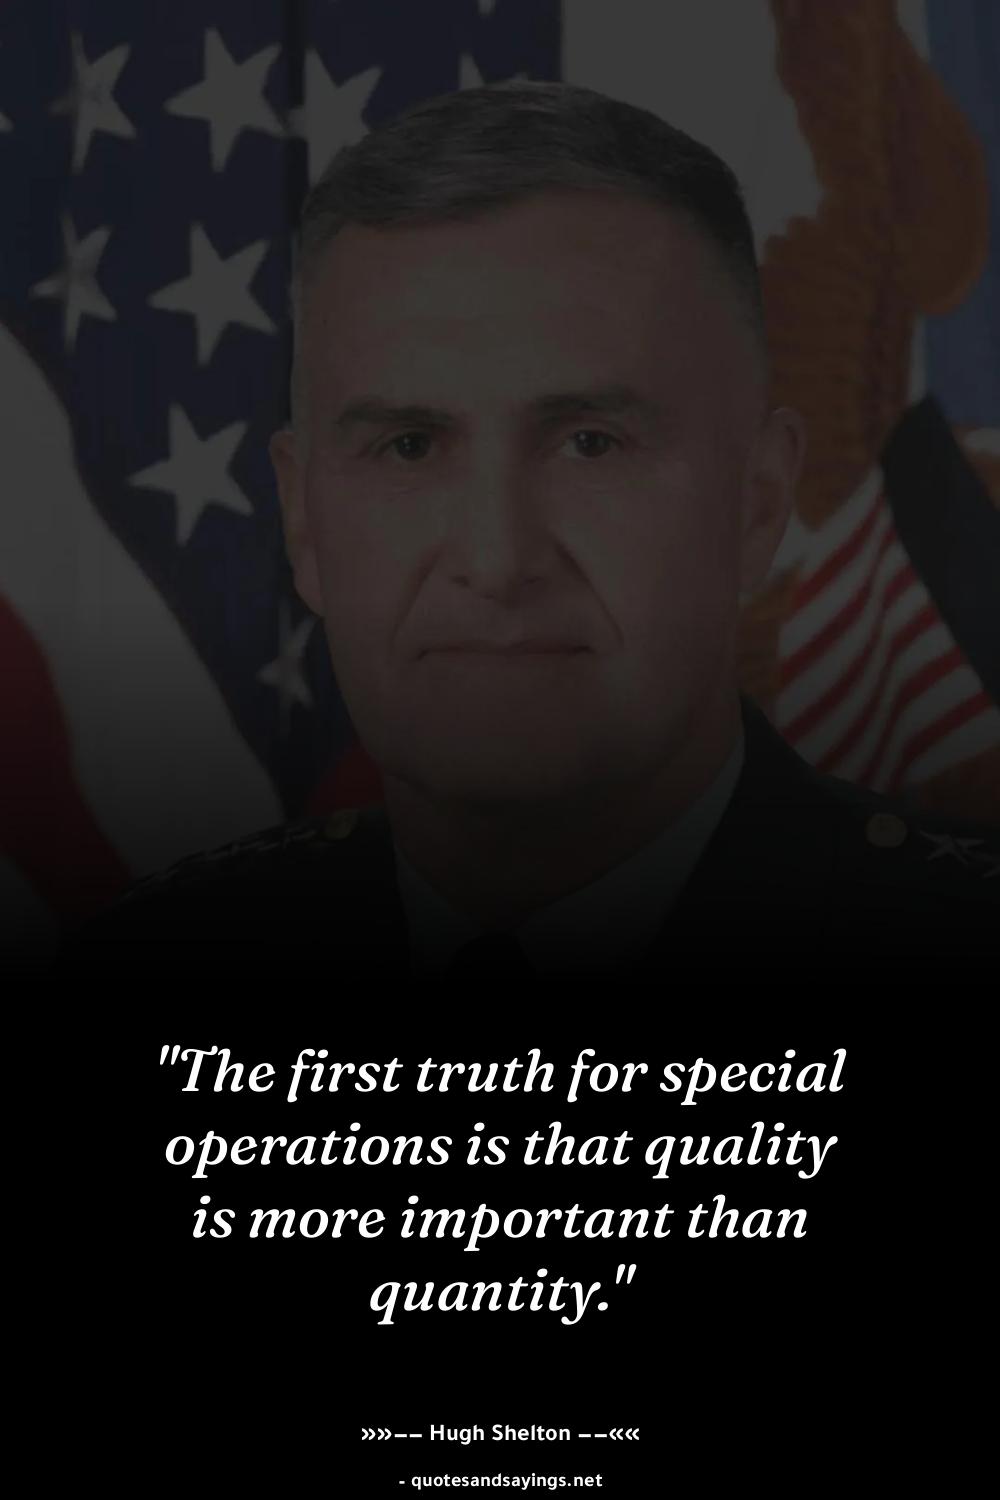 "The first truth for special
operations is that quality
is more important than
quantity."
»»–– Hugh Shelton ––««
- quotesandsayings.net